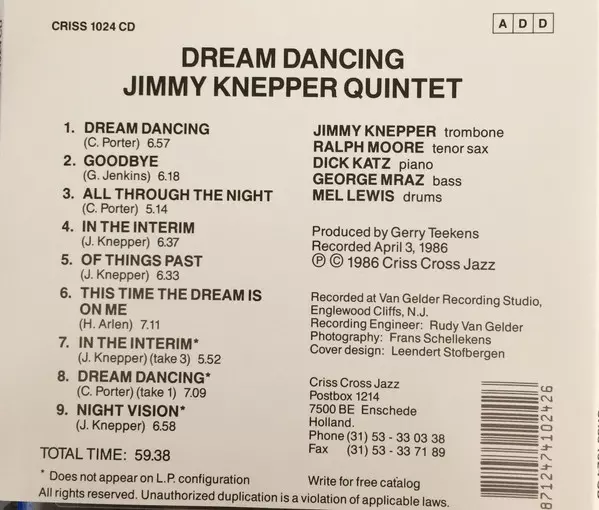 CRISS 1024 CD
A D D
DREAM DANCING
JIMMY KNEPPER QUINTET
1. DREAM DANCING
(C. Porter) 6.57
2. GOODBYE
(G. Jenkins) 6.18
3. ALL THROUGH THE NIGHT
(C. Porter) 5.14
4. IN THE INTERIM
(J. Knepper) 6.37
5. OF THINGS PAST
(J. Knepper) 6.33
6. THIS TIME THE DREAM IS
ON ME
(H. Arlen) 7.11
7. IN THE INTERIM*
(J. Knepper) (take 3) 5.52
8. DREAM DANCING*
(C. Porter) (take 1) 7.09
9. NIGHT VISION*
(J. Knepper) 6.58
TOTAL TIME: 59.38
* Does not appear on L.P. configuration
All rights reserved. Unauthorized duplication is a violation of applicable laws.
JIMMY KNEPPER trombone
RALPH MOORE tenor sax
DICK KATZ piano
GEORGE MRAZ bass
MEL LEWIS drums
Produced by Gerry Teekens
Recorded April 3, 1986
℗ © 1986 Criss Cross Jazz
Recorded at Van Gelder Recording Studio,
Englewood Cliffs, N.J.
Recording Engineer: Rudy Van Gelder
Photography: Frans Schellekens
Cover design: Leendert Stofbergen
Criss Cross Jazz
Postbox 1214
7500 BE Enschede
Holland.
Phone (31) 53 - 33 03 38
Fax (31) 53 - 33 71 89
Write for free catalog
8712474102426